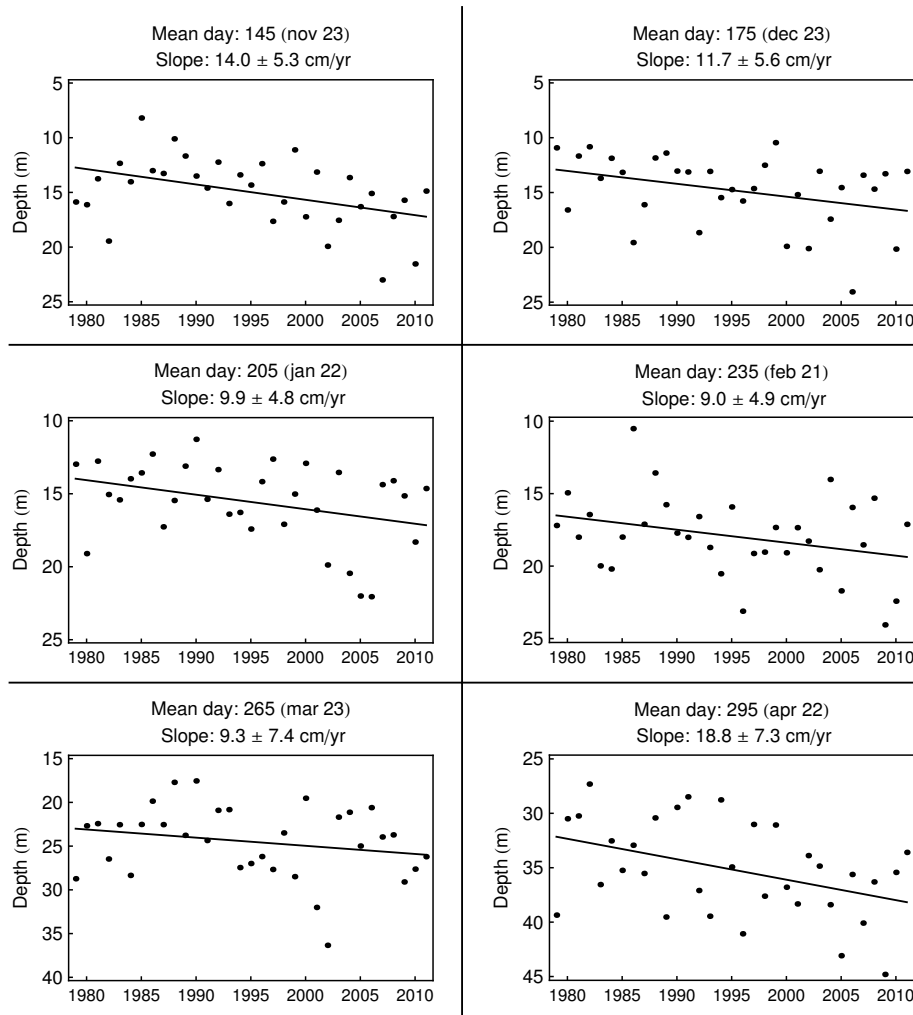 Mean day: 145 (nov 23)
Slope: 14.0 ± 5.3 cm/yr
Depth (m)
5
10
15
20
25
1980 1985 1990 1995 2000 2005 2010
Mean day: 175 (dec 23)
Slope: 11.7 ± 5.6 cm/yr
Depth (m)
5
10
15
20
25
1980 1985 1990 1995 2000 2005 2010
Mean day: 205 (jan 22)
Slope: 9.9 ± 4.8 cm/yr
Depth (m)
10
15
20
25
1980 1985 1990 1995 2000 2005 2010
Mean day: 235 (feb 21)
Slope: 9.0 ± 4.9 cm/yr
Depth (m)
10
15
20
25
1980 1985 1990 1995 2000 2005 2010
Mean day: 265 (mar 23)
Slope: 9.3 ± 7.4 cm/yr
Depth (m)
15
20
25
30
35
40
1980 1985 1990 1995 2000 2005 2010
Mean day: 295 (apr 22)
Slope: 18.8 ± 7.3 cm/yr
Depth (m)
25
30
35
40
45
1980 1985 1990 1995 2000 2005 2010